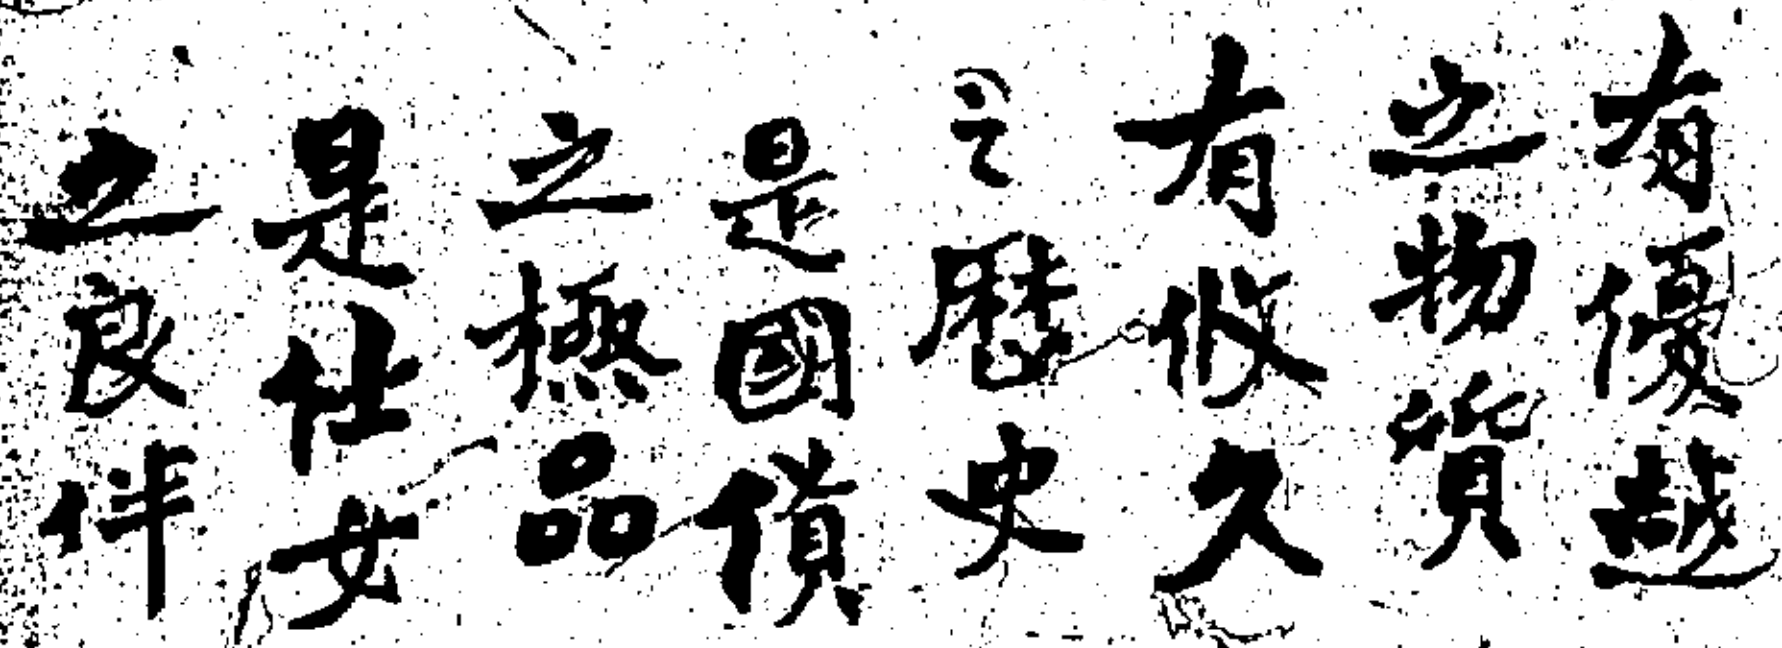 有優越
之物貨
有攸久
之歷史
是國貨
之極品
是仕女
之良伴